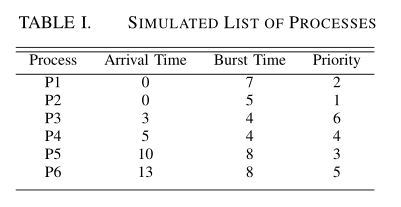 TABLE I. SIMULATED LIST OF PROCESSES
Process Arrival Time Burst Time Priority
P1 0 7 2
P2 0 5 1
P3 3 4 6
P4 5 4 4
P5 10 8 3
P6 13 8 5